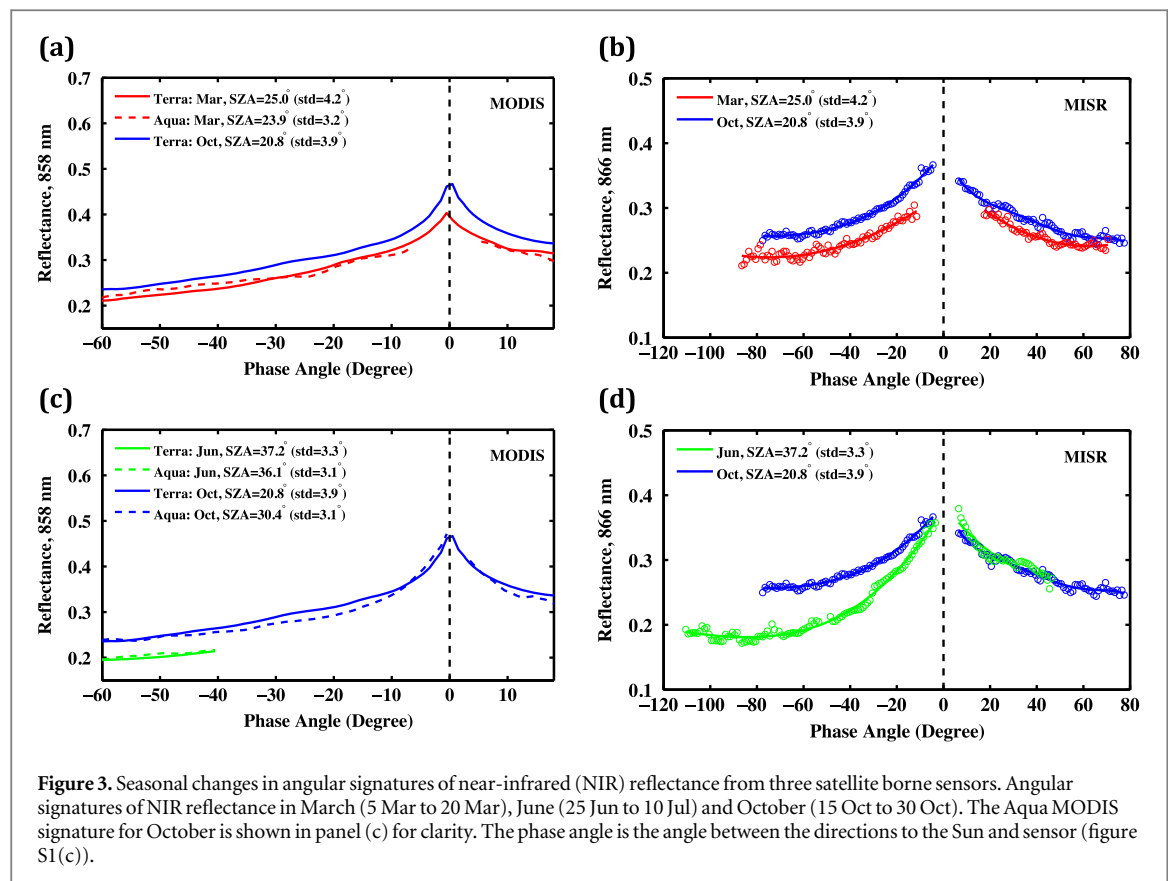 (a)
0.7
0.6
0.5
0.4
0.3
0.2
Reflectance, 858 nm
Terra: Mar, SZA=25.0° (std=4.2°)
Aqua: Mar, SZA=23.9° (std=3.2°)
Terra: Oct, SZA=20.8° (std=3.9°)
MODIS
−60 −50 −40 −30 −20 −10 0 10
Phase Angle (Degree)
(b)
0.5
0.4
0.3
0.2
0.1
Reflectance, 866 nm
Mar, SZA=25.0° (std=4.2°)
Oct, SZA=20.8° (std=3.9°)
MISR
−120 −100 −80 −60 −40 −20 0 20 40 60 80
Phase Angle (Degree)
(c)
0.7
0.6
0.5
0.4
0.3
0.2
Reflectance, 858 nm
Terra: Jun, SZA=37.2° (std=3.3°)
Aqua: Jun, SZA=36.1° (std=3.1°)
Terra: Oct, SZA=20.8° (std=3.9°)
Aqua: Oct, SZA=30.4° (std=3.1°)
MODIS
−60 −50 −40 −30 −20 −10 0 10
Phase Angle (Degree)
(d)
0.5
0.4
0.3
0.2
0.1
Reflectance, 866 nm
Jun, SZA=37.2° (std=3.3°)
Oct, SZA=20.8° (std=3.9°)
MISR
−120 −100 −80 −60 −40 −20 0 20 40 60 80
Phase Angle (Degree)
Figure 3. Seasonal changes in angular signatures of near-infrared (NIR) reflectance from three satellite borne sensors. Angular
signatures of NIR reflectance in March (5 Mar to 20 Mar), June (25 Jun to 10 Jul) and October (15 Oct to 30 Oct). The Aqua MODIS
signature for October is shown in panel (c) for clarity. The phase angle is the angle between the directions to the Sun and sensor (figure
S1(c)).